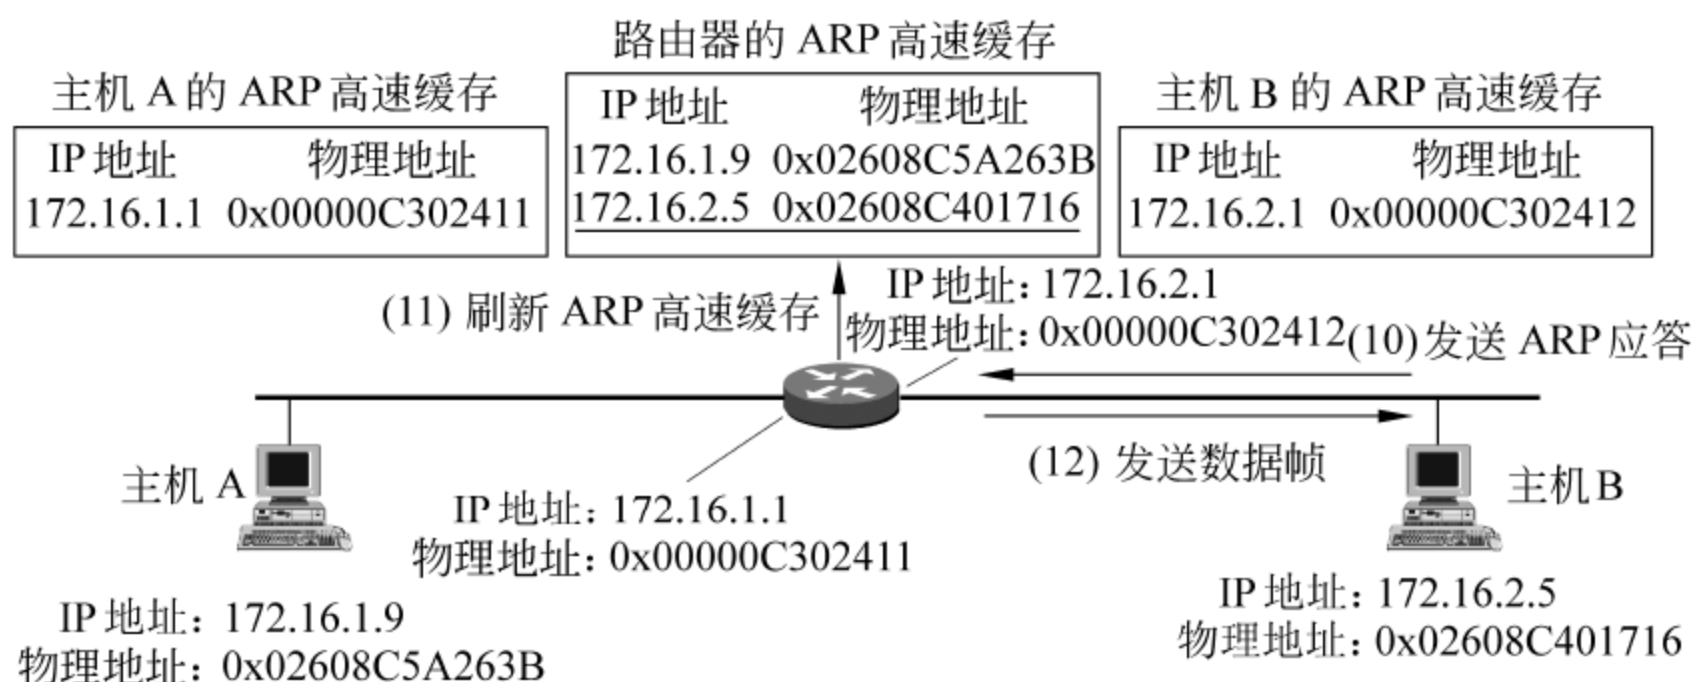 路由器的 ARP 高速缓存
主机 A 的 ARP 高速缓存
主机 B 的 ARP 高速缓存
IP 地址 物理地址
172.16.1.1 0x00000C302411
IP 地址 物理地址
172.16.1.9 0x02608C5A263B
172.16.2.5 0x02608C401716
IP 地址 物理地址
172.16.2.1 0x00000C302412
(11) 刷新 ARP 高速缓存
IP 地址：172.16.2.1
物理地址：0x00000C302412
(10)发送 ARP 应答
(12) 发送数据帧
主机 A
IP 地址：172.16.1.1
物理地址：0x00000C302411
主机 B
IP 地址：172.16.1.9
物理地址：0x02608C5A263B
IP 地址：172.16.2.5
物理地址：0x02608C401716